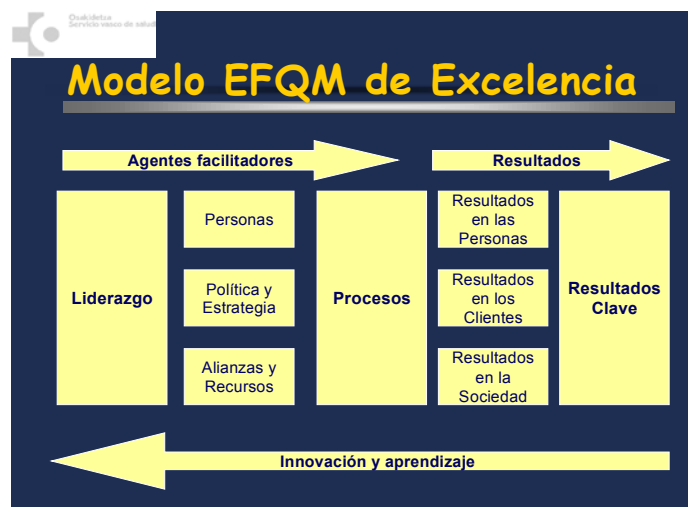 Osakidetza
Servicio vasco de salud
Modelo EFQM de Excelencia
Agentes facilitadores
Resultados
Liderazgo
Personas
Política y
Estrategia
Alianzas y
Recursos
Procesos
Resultados
en las
Personas
Resultados
en los
Clientes
Resultados
en la
Sociedad
Resultados
Clave
Innovación y aprendizaje